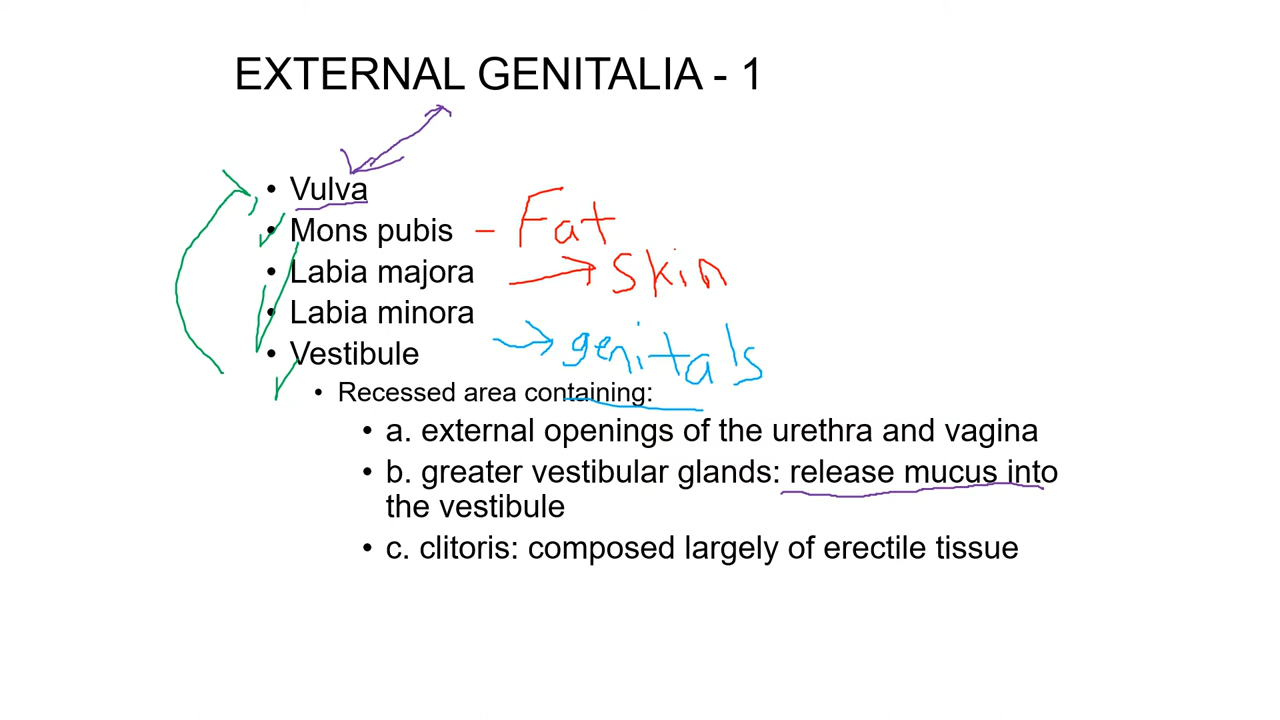 EXTERNAL GENITALIA - 1
• Vulva
• Mons pubis - Fat
• Labia majora → skin
• Labia minora
→ genitals
• Vestibule
• Recessed area containing:
• a. external openings of the urethra and vagina
• b. greater vestibular glands: release mucus into
the vestibule
• c. clitoris: composed largely of erectile tissue